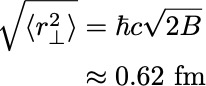 √⟨r⊥²⟩ = ħc√2B
≈ 0.62 fm